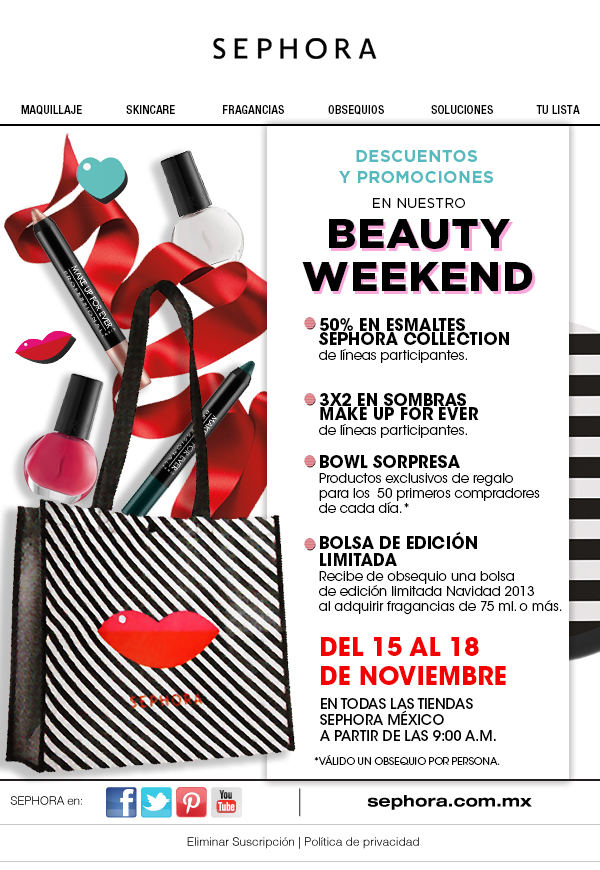 SEPHORA
MAQUILLAJE SKINCARE FRAGANCIAS OBSEQUIOS SOLUCIONES TU LISTA
DESCUENTOS
Y PROMOCIONES
EN NUESTRO
BEAUTY
WEEKEND
50% EN ESMALTES
SEPHORA COLLECTION
de líneas participantes.
3X2 EN SOMBRAS
MAKE UP FOR EVER
de líneas participantes.
BOWL SORPRESA
Productos exclusivos de regalo
para los 50 primeros compradores
de cada día.*
BOLSA DE EDICIÓN
LIMITADA
Recibe de obsequio una bolsa
de edición limitada Navidad 2013
al adquirir fragancias de 75 ml. o más.
DEL 15 AL 18
DE NOVIEMBRE
EN TODAS LAS TIENDAS
SEPHORA MÉXICO
A PARTIR DE LAS 9:00 A.M.
*VÁLIDO UN OBSEQUIO POR PERSONA.
MAKE UP FOR EVER
PROFESSIONAL
MAKE
FOR EVER
SEPHORA
SEPHORA en:
You
Tube
sephora.com.mx
Eliminar Suscripción | Política de privacidad